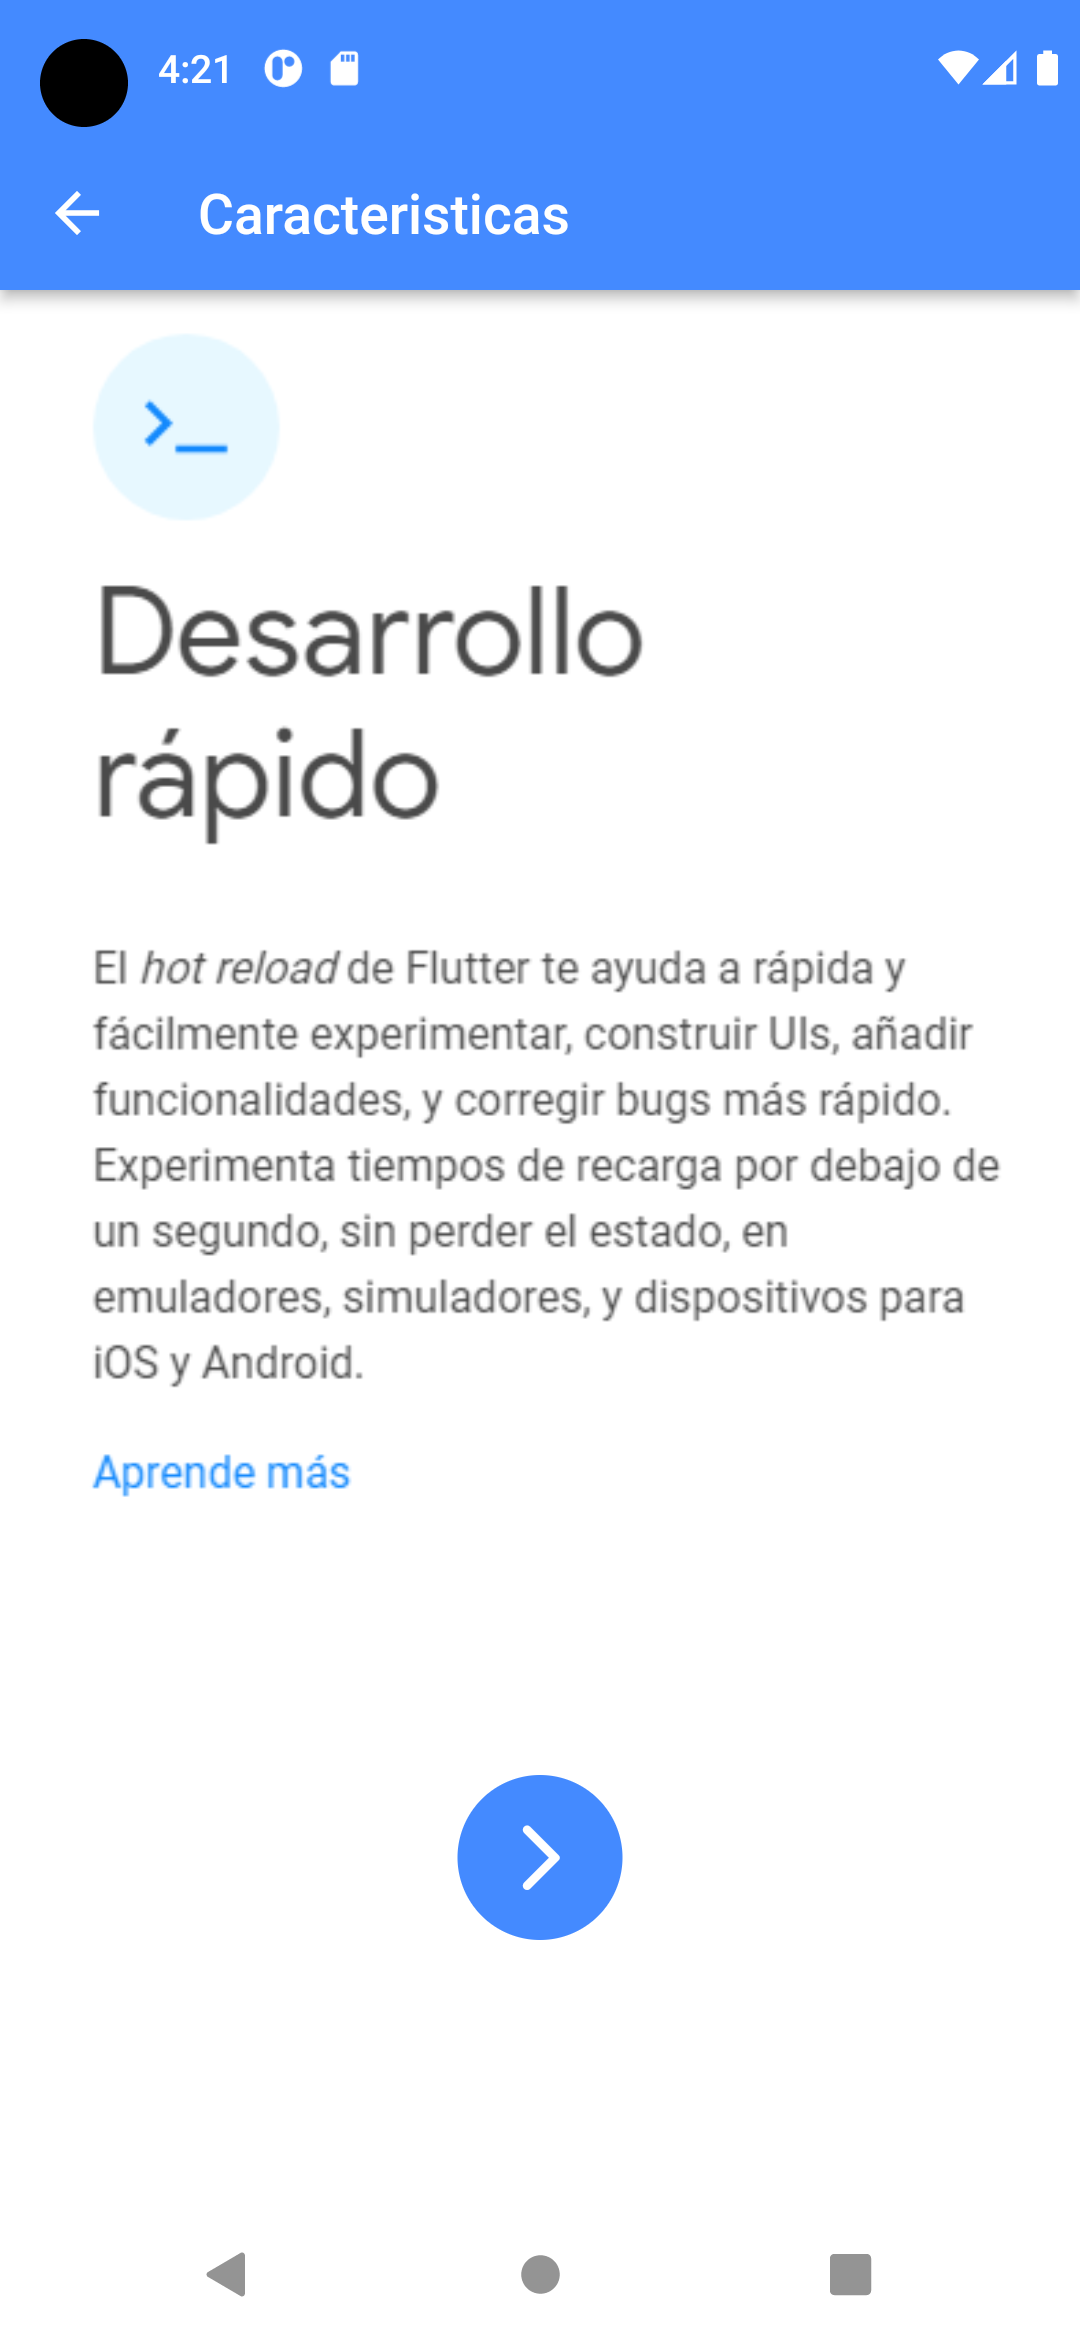 4:21
Caracteristicas
Desarrollo
rápido
El hot reload de Flutter te ayuda a rápida y
fácilmente experimentar, construir UIs, añadir
funcionalidades, y corregir bugs más rápido.
Experimenta tiempos de recarga por debajo de
un segundo, sin perder el estado, en
emuladores, simuladores, y dispositivos para
iOS y Android.
Aprende más